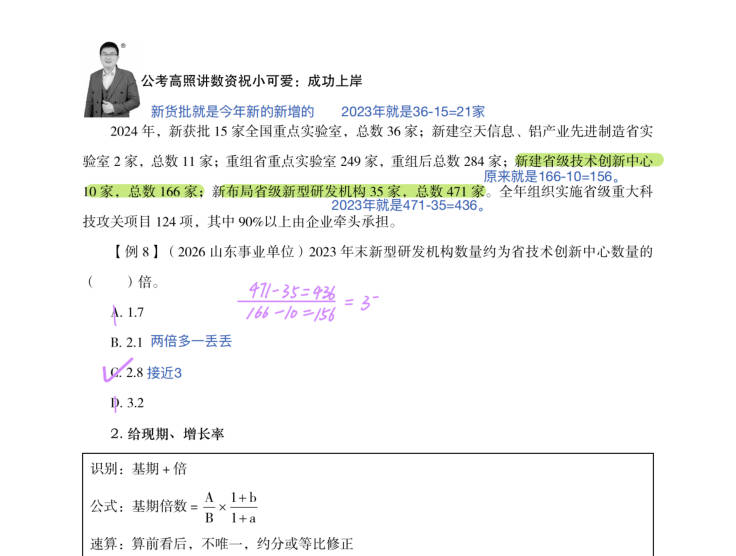 公考高照讲数资祝小可爱：成功上岸
新货批就是今年新的新增的 2023年就是36-15=21家
2024 年，新获批 15 家全国重点实验室，总数 36 家；新建空天信息、铝产业先进制造省实
验室 2 家，总数 11 家；重组省重点实验室 249 家，重组后总数 284 家；新建省级技术创新中心
原来就是166-10=156。
10 家，总数 166 家；新布局省级新型研发机构 35 家，总数 471 家。全年组织实施省级重大科
2023年就是471-35=436。
技攻关项目 124 项，其中 90%以上由企业牵头承担。
【例 8】（2026 山东事业单位）2023 年末新型研发机构数量约为省技术创新中心数量的
（ ）倍。
471-35=436
166-10=156 = 3-
A. 1.7
B. 2.1 两倍多一丢丢
C. 2.8 接近3
D. 3.2
2. 给现期、增长率
识别：基期 + 倍
公式：基期倍数 = A/B × 1+b/1+a
速算：算前看后，不唯一，约分或等比修正